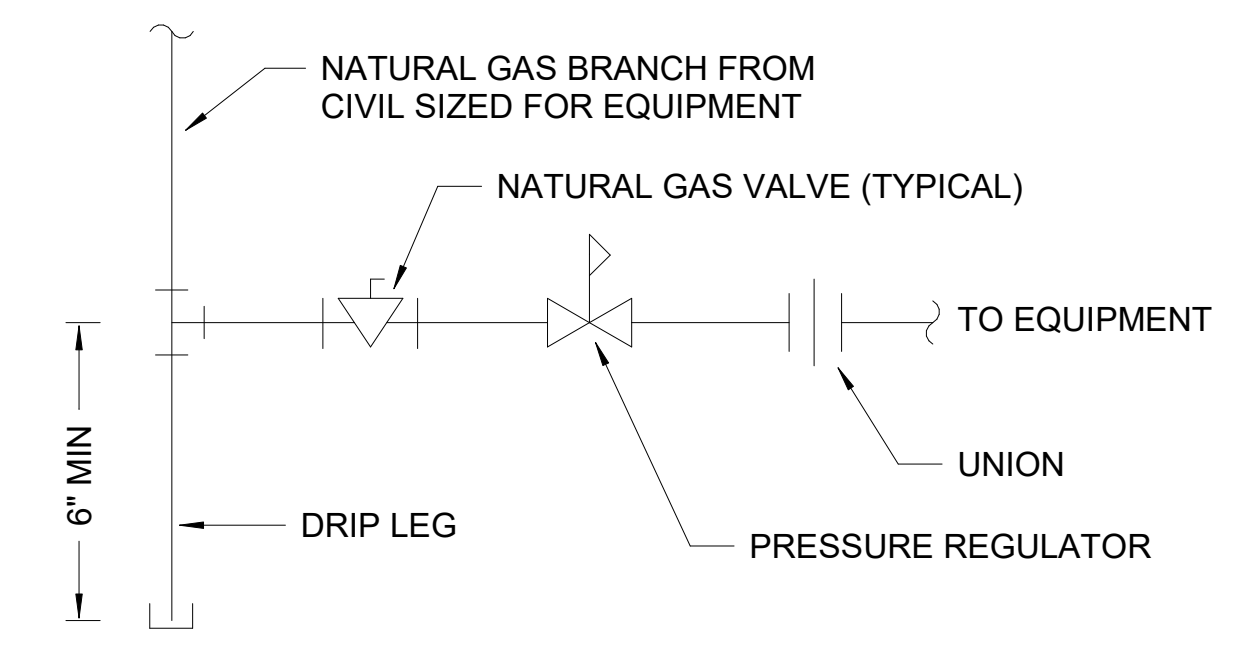 NATURAL GAS BRANCH FROM
CIVIL SIZED FOR EQUIPMENT
NATURAL GAS VALVE (TYPICAL)
TO EQUIPMENT
6" MIN
UNION
DRIP LEG
PRESSURE REGULATOR